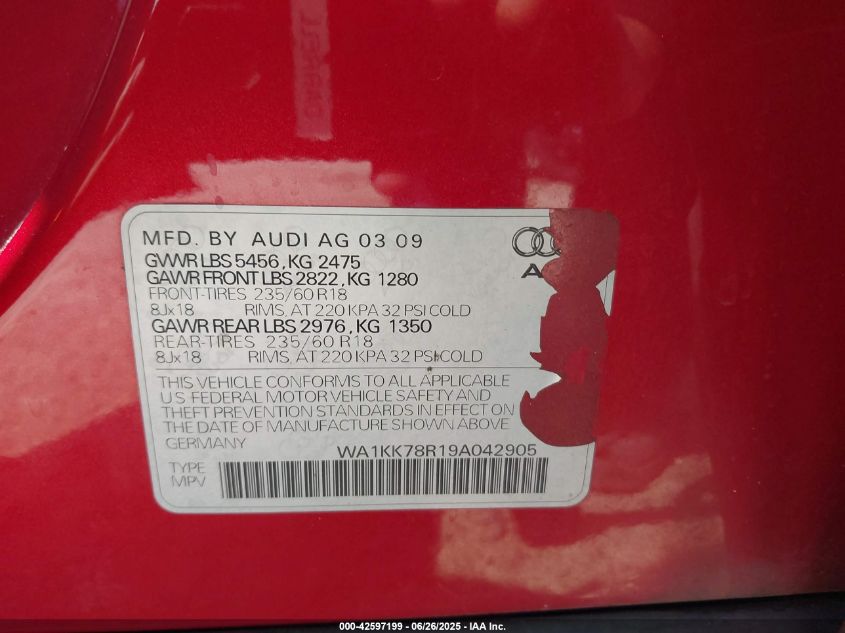 MFD. BY AUDI AG 03 09
GVWR LBS 5456, KG 2475
GAWR FRONT LBS 2822, KG 1280
FRONT-TIRES 235/60 R18
8Jx18 RIMS, AT 220 KPA 32 PSI COLD
GAWR REAR LBS 2976, KG 1350
REAR-TIRES 235/60 R18
8Jx18 RIMS, AT 220 KPA 32 PSI COLD
THIS VEHICLE CONFORMS TO ALL APPLICABLE
U.S FEDERAL MOTOR VEHICLE SAFETY AND
THEFT PREVENTION STANDARDS IN EFFECT ON
THE DATE OF MANUFACTURE SHOWN ABOVE
GERMANY WA1KK78R19A042905
TYPE
MPV
000-42597199 06/26/2025 - IAA Inc.